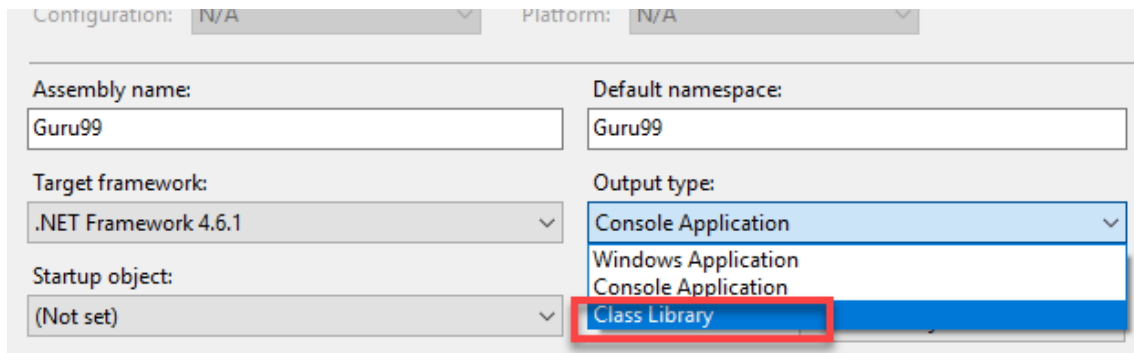 Configuration: N/A Platform: N/A
Assembly name: Default namespace:
Guru99 Guru99
Target framework: Output type:
.NET Framework 4.6.1 Console Application
Windows Application
Startup object:
Console Application
(Not set) Class Library